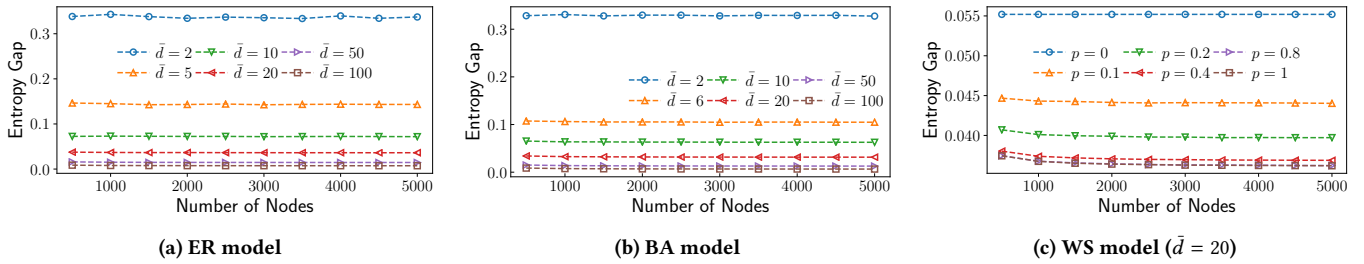 Entropy Gap
0.3
0.2
0.1
0.0
d̄ = 2 d̄ = 10 d̄ = 50
d̄ = 5 d̄ = 20 d̄ = 100
1000 2000 3000 4000 5000
Number of Nodes
(a) ER model
Entropy Gap
0.3
0.2
0.1
0.0
d̄ = 2 d̄ = 10 d̄ = 50
d̄ = 6 d̄ = 20 d̄ = 100
1000 2000 3000 4000 5000
Number of Nodes
(b) BA model
Entropy Gap
0.055
0.050
0.045
0.040
p = 0 p = 0.2 p = 0.8
p = 0.1 p = 0.4 p = 1
1000 2000 3000 4000 5000
Number of Nodes
(c) WS model (d̄ = 20)